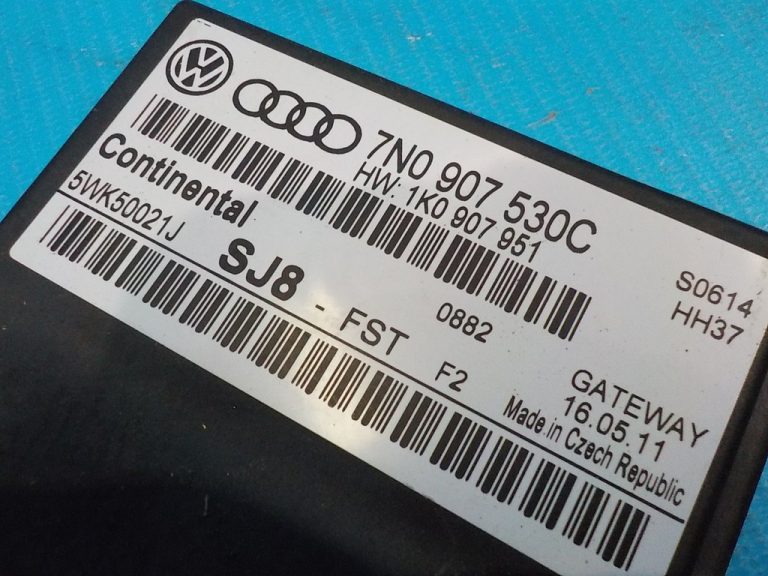 7N0 907 530C
HW: 1K0 907 951
Continental
5WK50021J
S0614
HH37
SJ8 - FST
0882
F2
GATEWAY
16.05.11
Made in Czech Republic